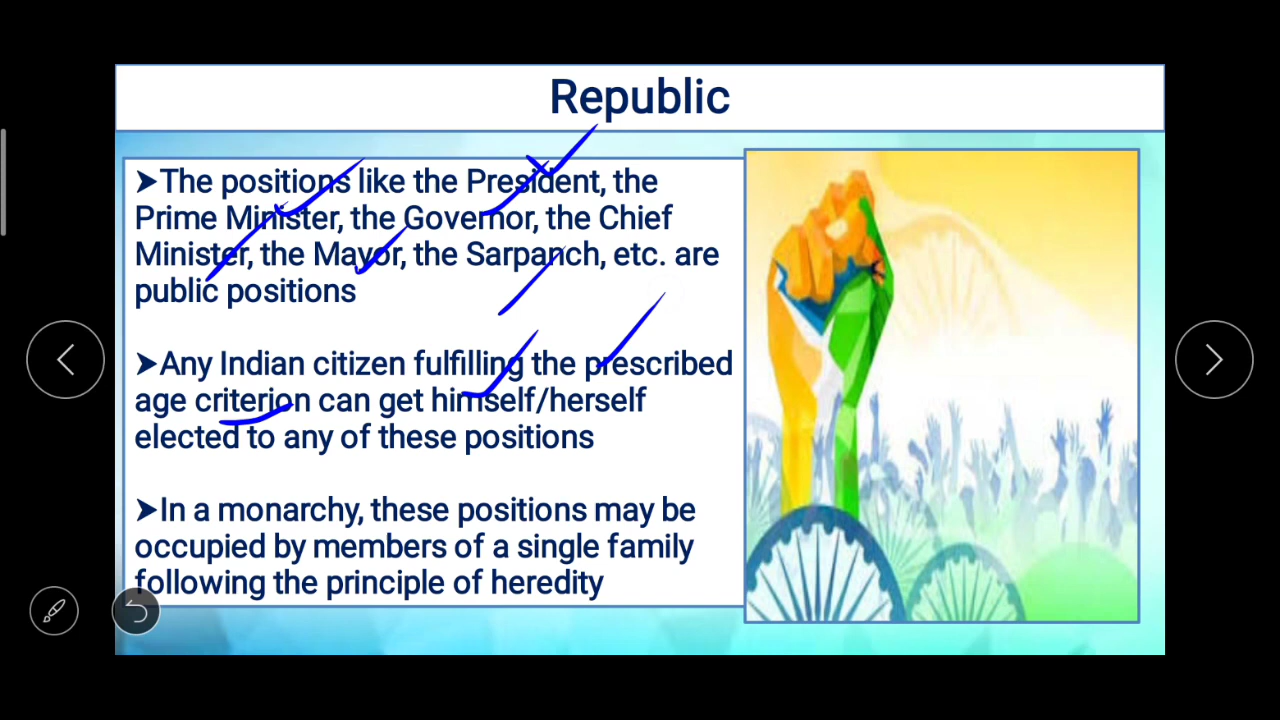 Republic
➤The positions like the President, the
Prime Minister, the Governor, the Chief
Minister, the Mayor, the Sarpanch, etc. are
public positions
➤Any Indian citizen fulfilling the prescribed
age criterion can get himself/herself
elected to any of these positions
➤In a monarchy, these positions may be
occupied by members of a single family
following the principle of heredity